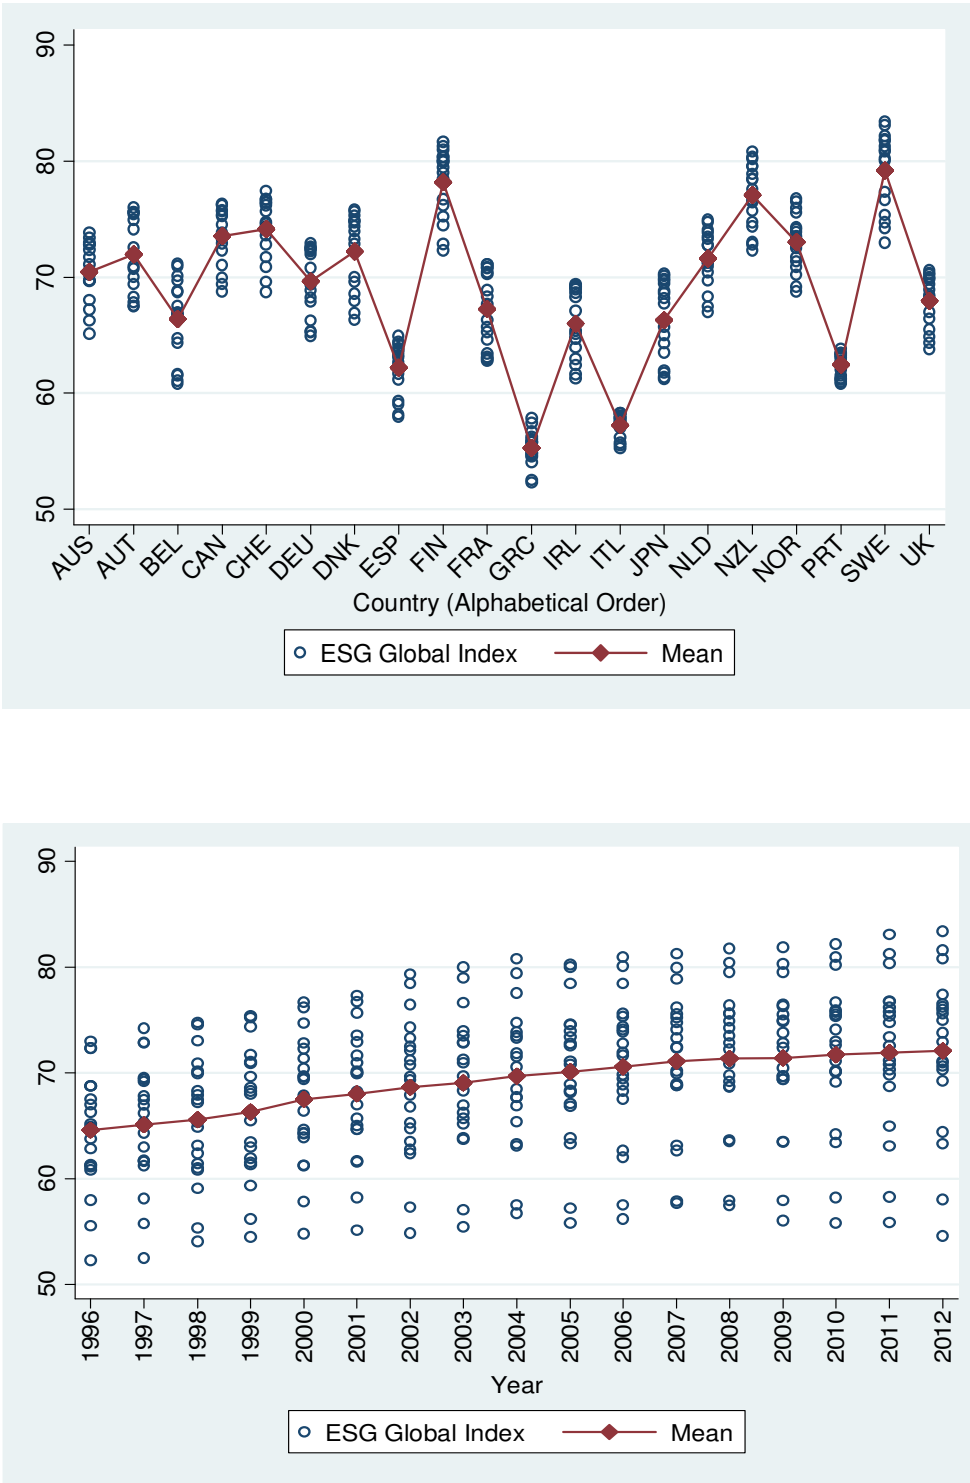 90
80
70
60
50
AUS AUT BEL CAN CHE DEU DNK ESP FIN FRA GRC IRL ITL JPN NLD NZL NOR PRT SWE UK
Country (Alphabetical Order)
ESG Global Index Mean
90
80
70
60
50
1996 1997 1998 1999 2000 2001 2002 2003 2004 2005 2006 2007 2008 2009 2010 2011 2012
Year
ESG Global Index Mean